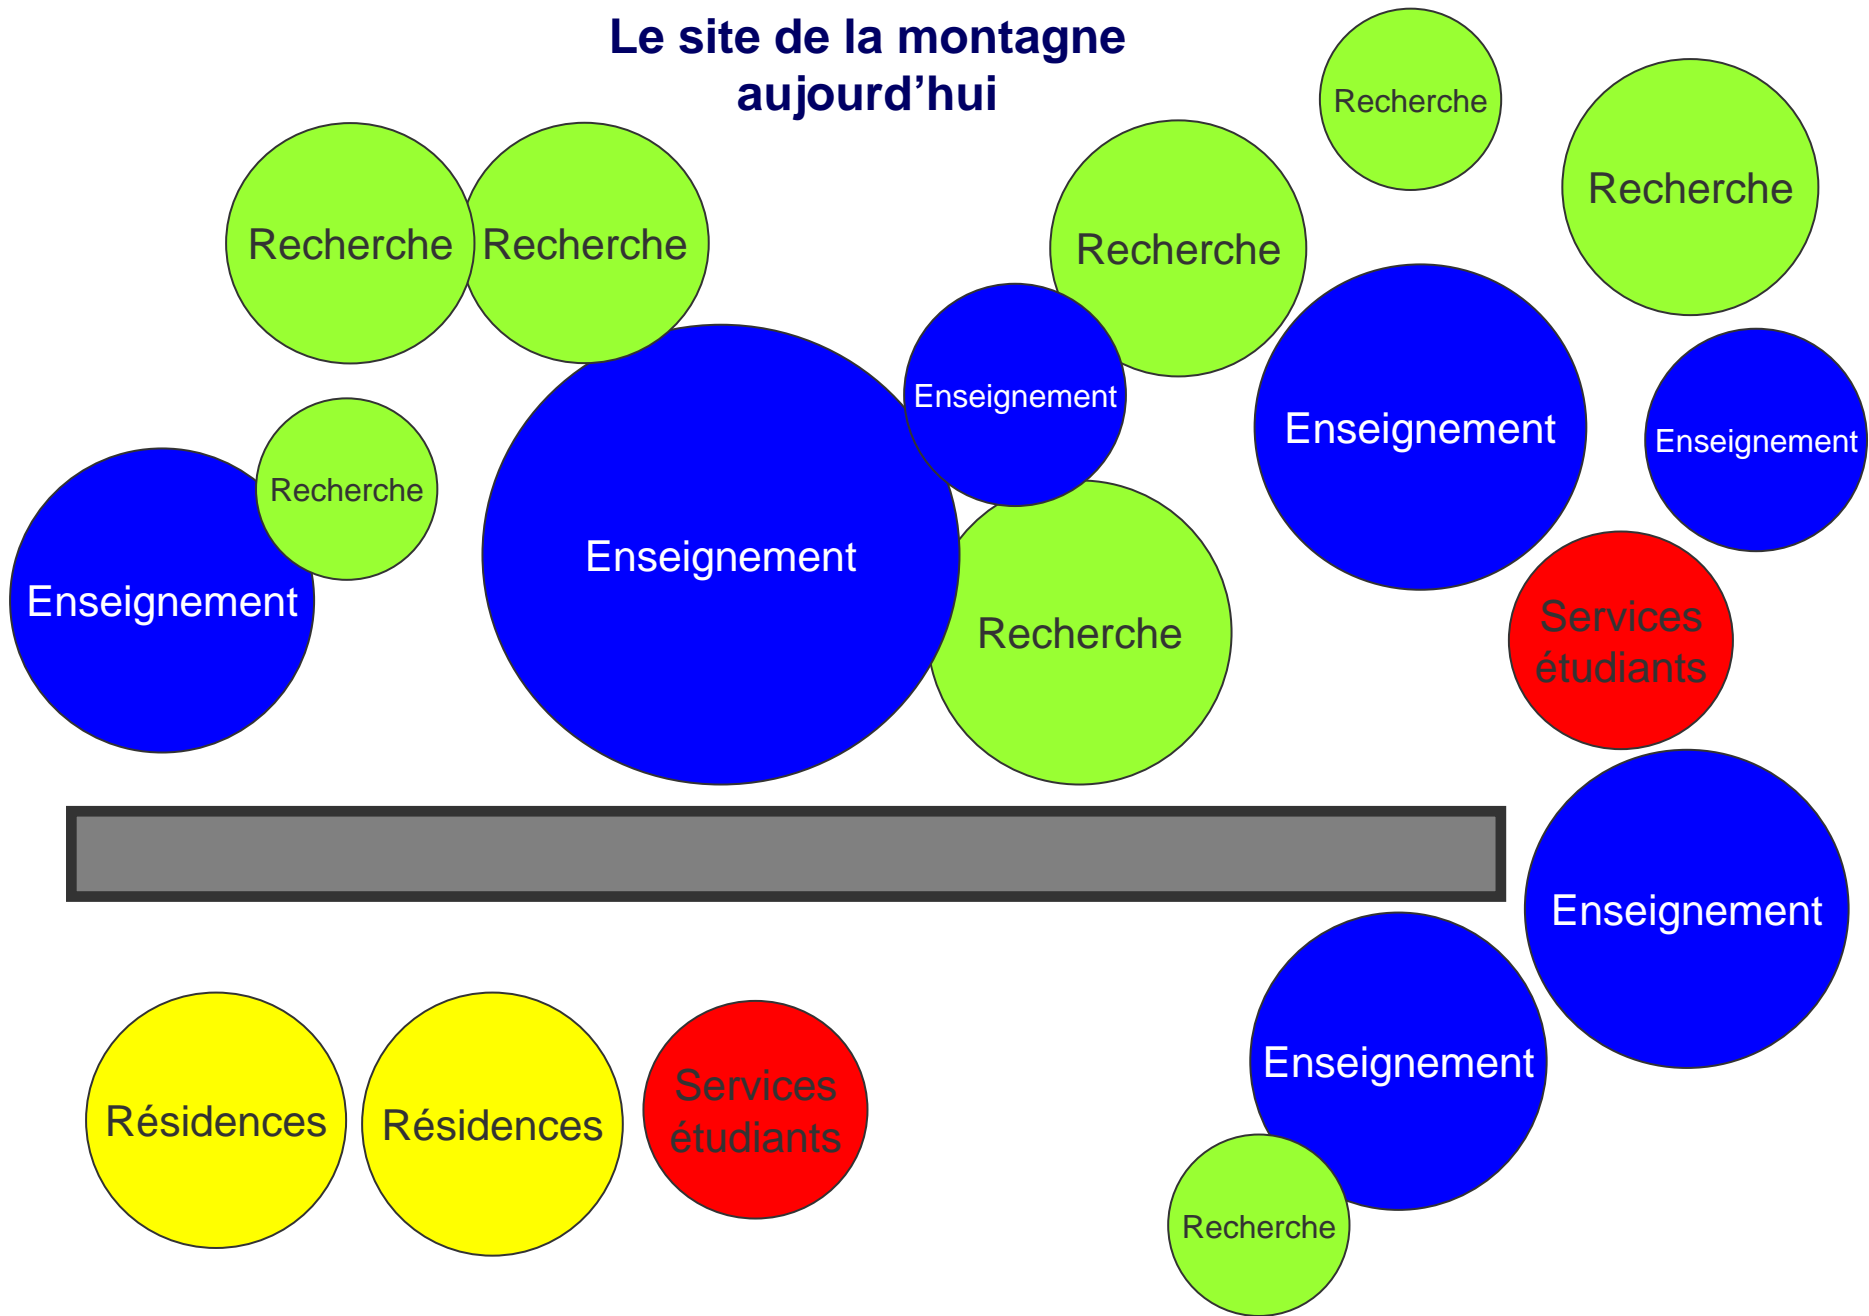 Le site de la montagne
aujourd’hui
Recherche
Recherche
Recherche
Recherche
Recherche
Enseignement
Enseignement
Enseignement
Recherche
Enseignement
Enseignement
Recherche
Services
étudiants
Enseignement
Enseignement
Résidences
Résidences
Services
étudiants
Recherche